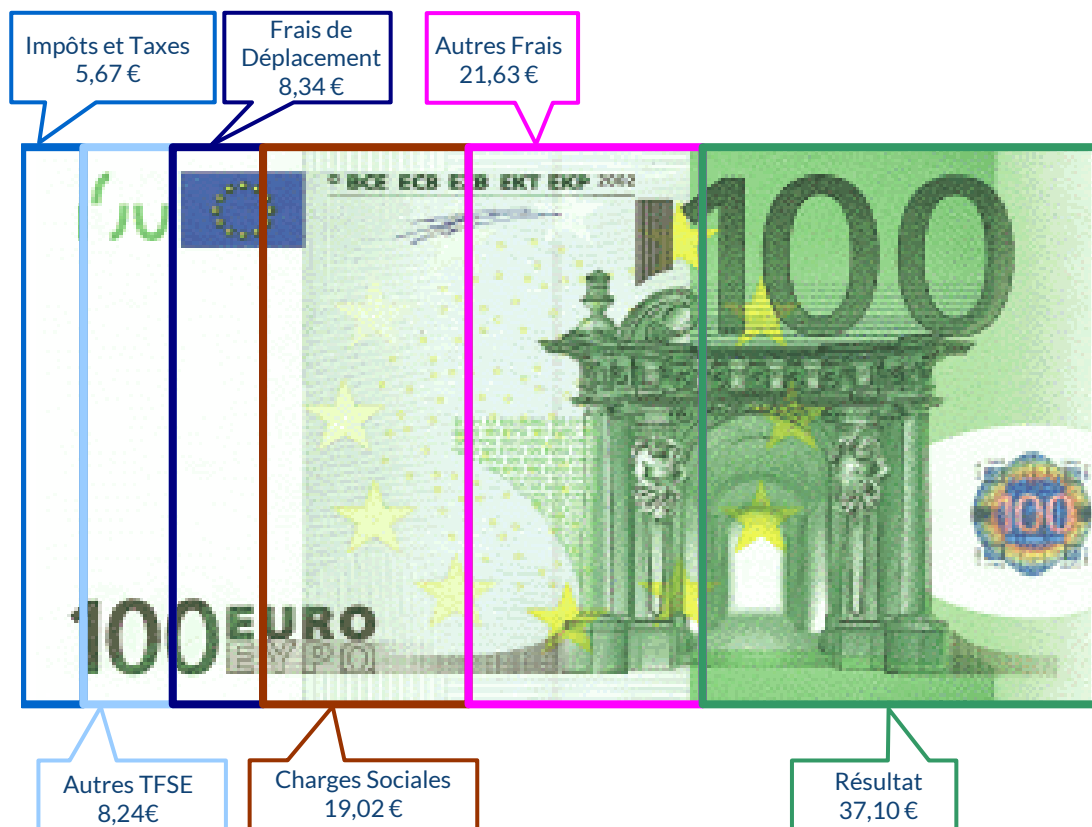 Impôts et Taxes
5,67 €
Frais de
Déplacement
8,34 €
Autres Frais
21,63 €
© BCE ECB EZB EKT EKP 2002
100
100
100 EURO
ΕΥΡΩ
Autres TFSE
8,24€
Charges Sociales
19,02 €
Résultat
37,10 €